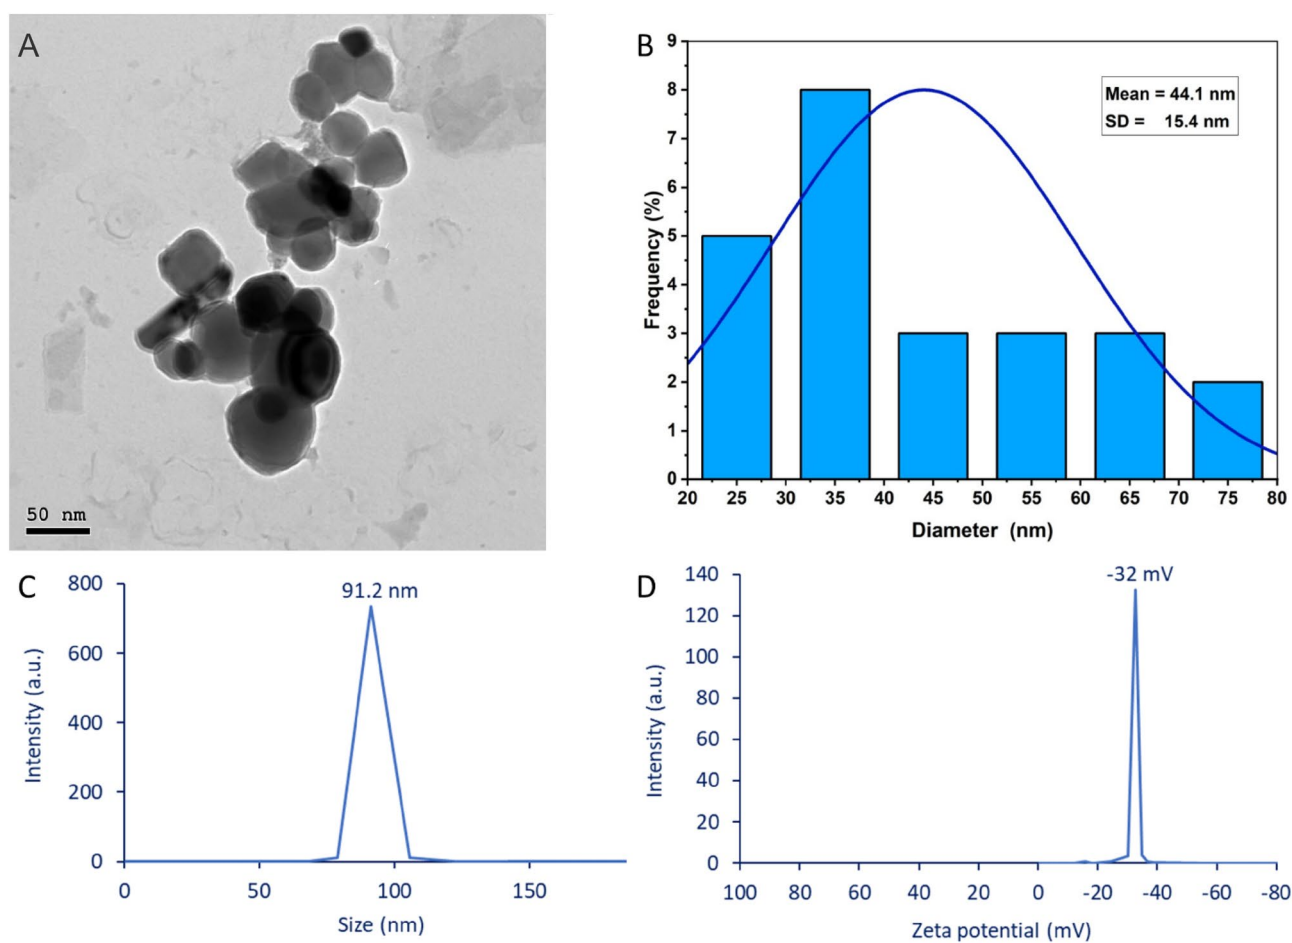 A
50 nm
B
9
8
7
6
5
4
3
2
1
0
Frequency (%)
Mean = 44.1 nm
SD = 15.4 nm
20 25 30 35 40 45 50 55 60 65 70 75 80
Diameter (nm)
C
800
600
400
200
0
Intensity (a.u.)
91.2 nm
0 50 100 150
Size (nm)
D
140
120
100
80
60
40
20
0
Intensity (a.u.)
-32 mV
100 80 60 40 20 0 -20 -40 -60 -80
Zeta potential (mV)